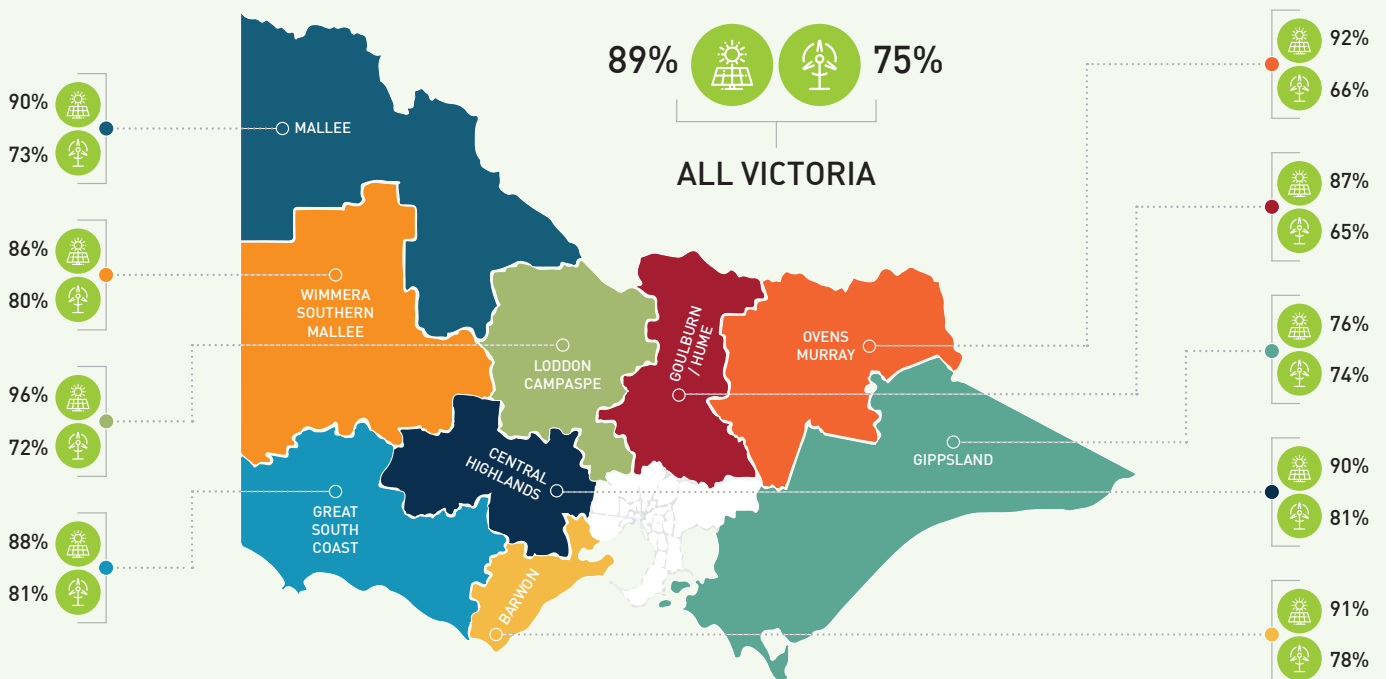 89%
75%
ALL VICTORIA
90%
73%
86%
80%
96%
72%
88%
81%
MALLEE
WIMMERA
SOUTHERN
MALLEE
LODDON
CAMPASPE
GOULBURN
/ HUME
OVENS
MURRAY
GIPPSLAND
CENTRAL
HIGHLANDS
GREAT
SOUTH
COAST
BARWON
92%
66%
87%
65%
76%
74%
90%
81%
91%
78%